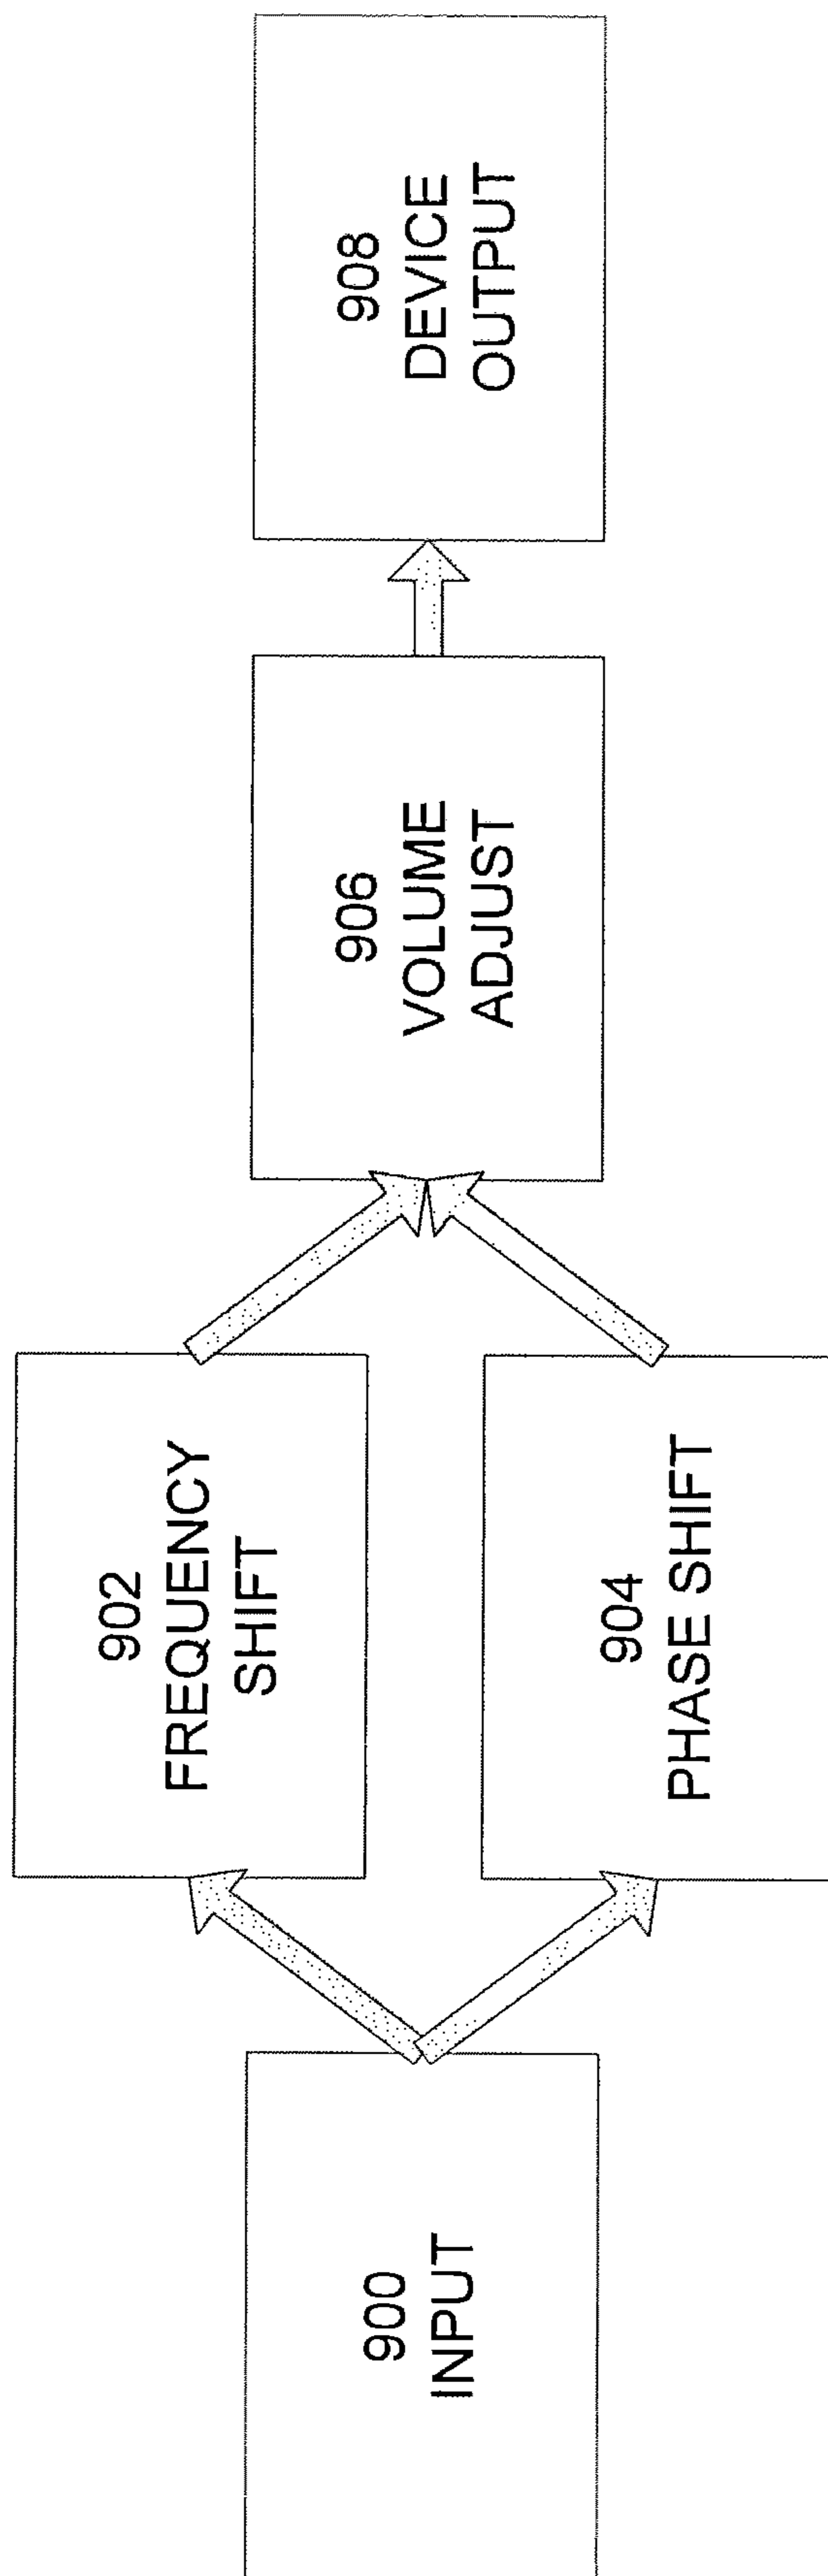 900
INPUT
902
FREQUENCY
SHIFT
904
PHASE SHIFT
906
VOLUME
ADJUST
908
DEVICE
OUTPUT